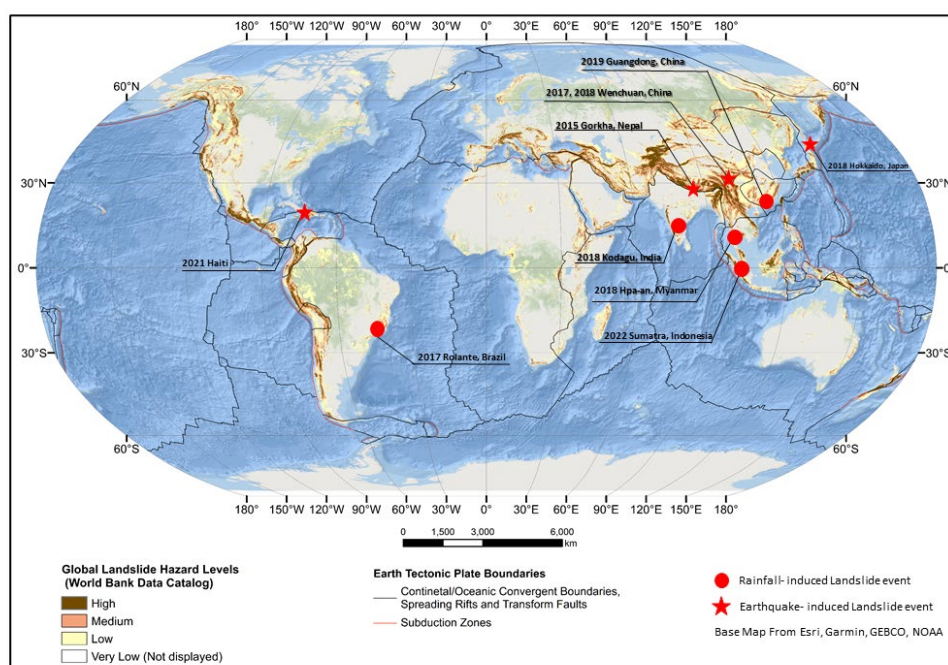 180° 150°W 120°W 90°W 60°W 30°W 0° 30°E 60°E 90°E 120°E 150°E 180°
2019 Guangdong, China
60°N 60°N
2017, 2018 Wenchuan, China
2015 Gorkha, Nepal
2018 Hokkaido, Japan
30°N 30°N
2021 Haiti
2018 Kodagu, India
0° 0°
2018 Hpa-an, Myanmar
2022 Sumatra, Indonesia
2017 Rolante, Brazil
30°S 30°S
60°S 60°S
180° 150°W 120°W 90°W 60°W 30°W 0° 30°E 60°E 90°E 120°E 150°E 180°
0 1,500 3,000 6,000
km
Global Landslide Hazard Levels
(World Bank Data Catalog)
High
Medium
Low
Very Low (Not displayed)
Earth Tectonic Plate Boundaries
Continetal/Oceanic Convergent Boundaries,
Spreading Rifts and Transform Faults
Subduction Zones
Rainfall- induced Landslide event
Earthquake- induced Landslide event
Base Map From Esri, Garmin, GEBCO, NOAA